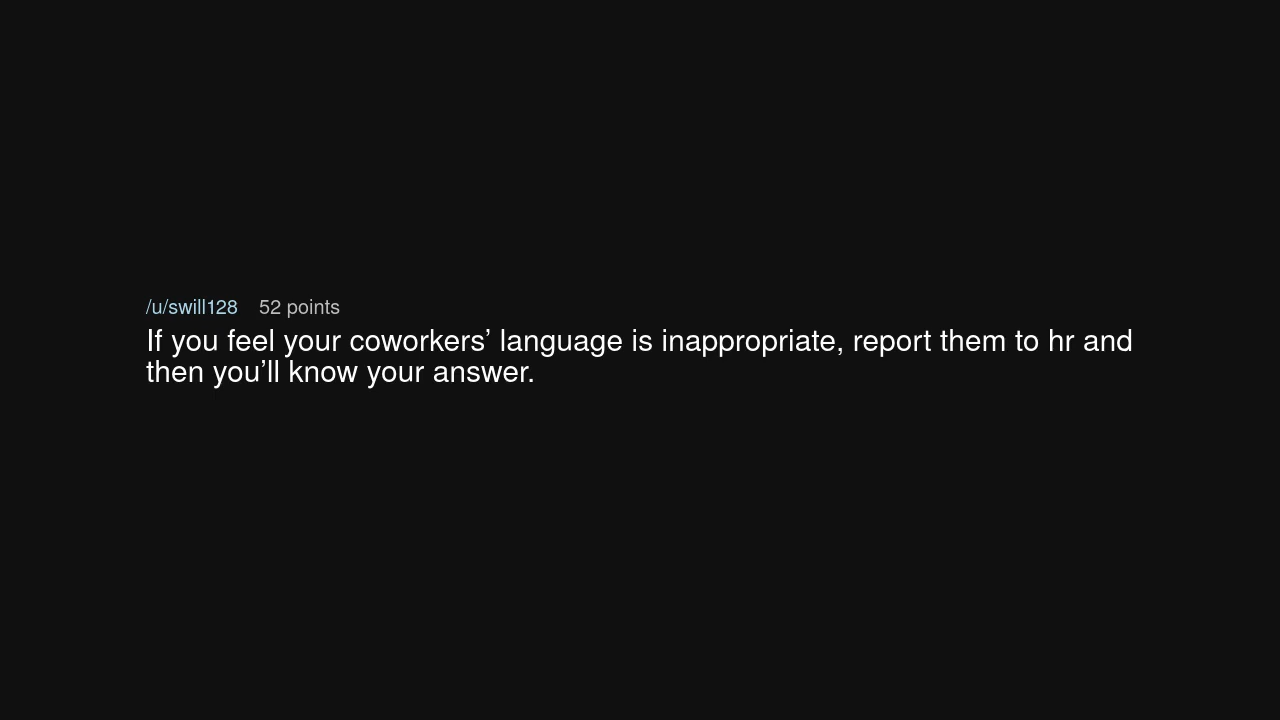 /u/swill128 52 points
If you feel your coworkers’ language is inappropriate, report them to hr and
then you’ll know your answer.